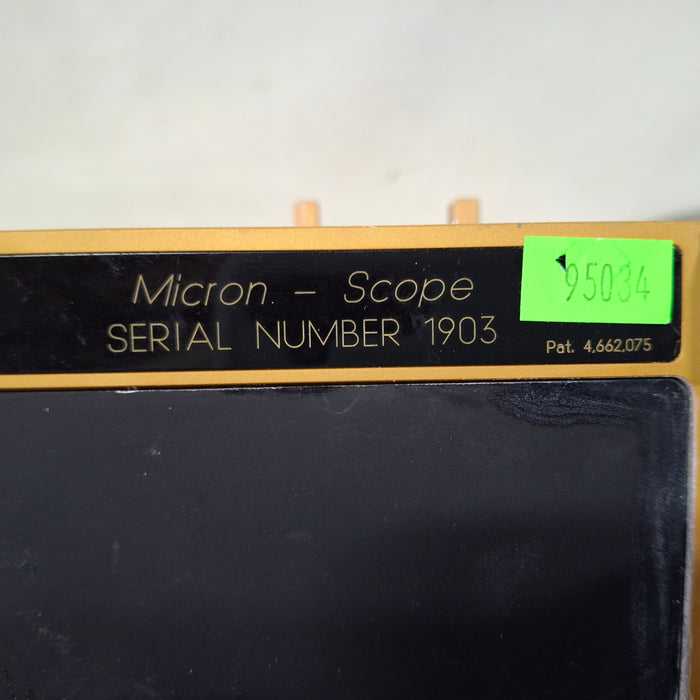 Micron - Scope
SERIAL NUMBER 1903
95034
Pat. 4,662,075